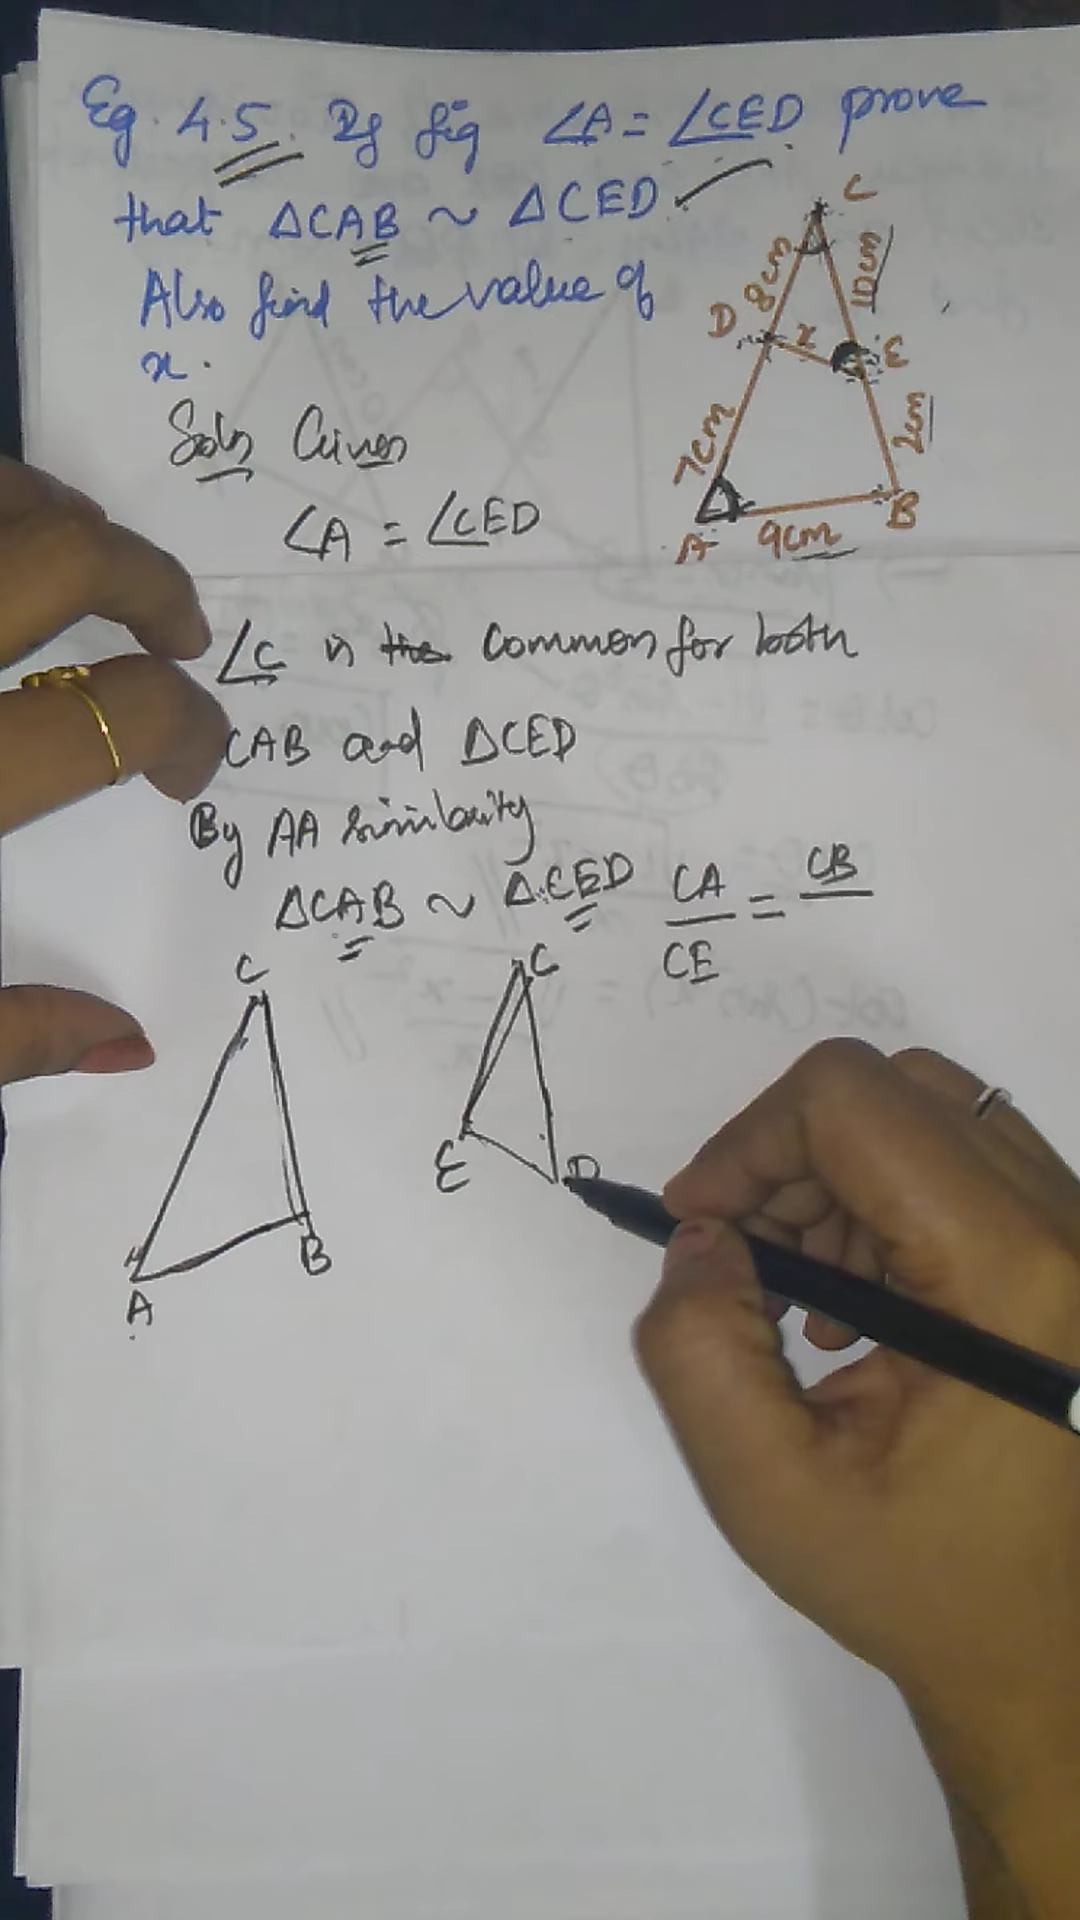 Eg. 4.5. If fig ∠A = ∠CED prove
that ΔCAB ~ ΔCED
Also find the value of
x.
C
8cm
10cm
D
x
E
7cm
2cm
A
9cm
B
Soln Given
∠A = ∠CED
∠C is the common for both
CAB and ΔCED
By AA similarity
ΔCAB ~ ΔCED CA/CE = CB
C
A
B
C
E
D